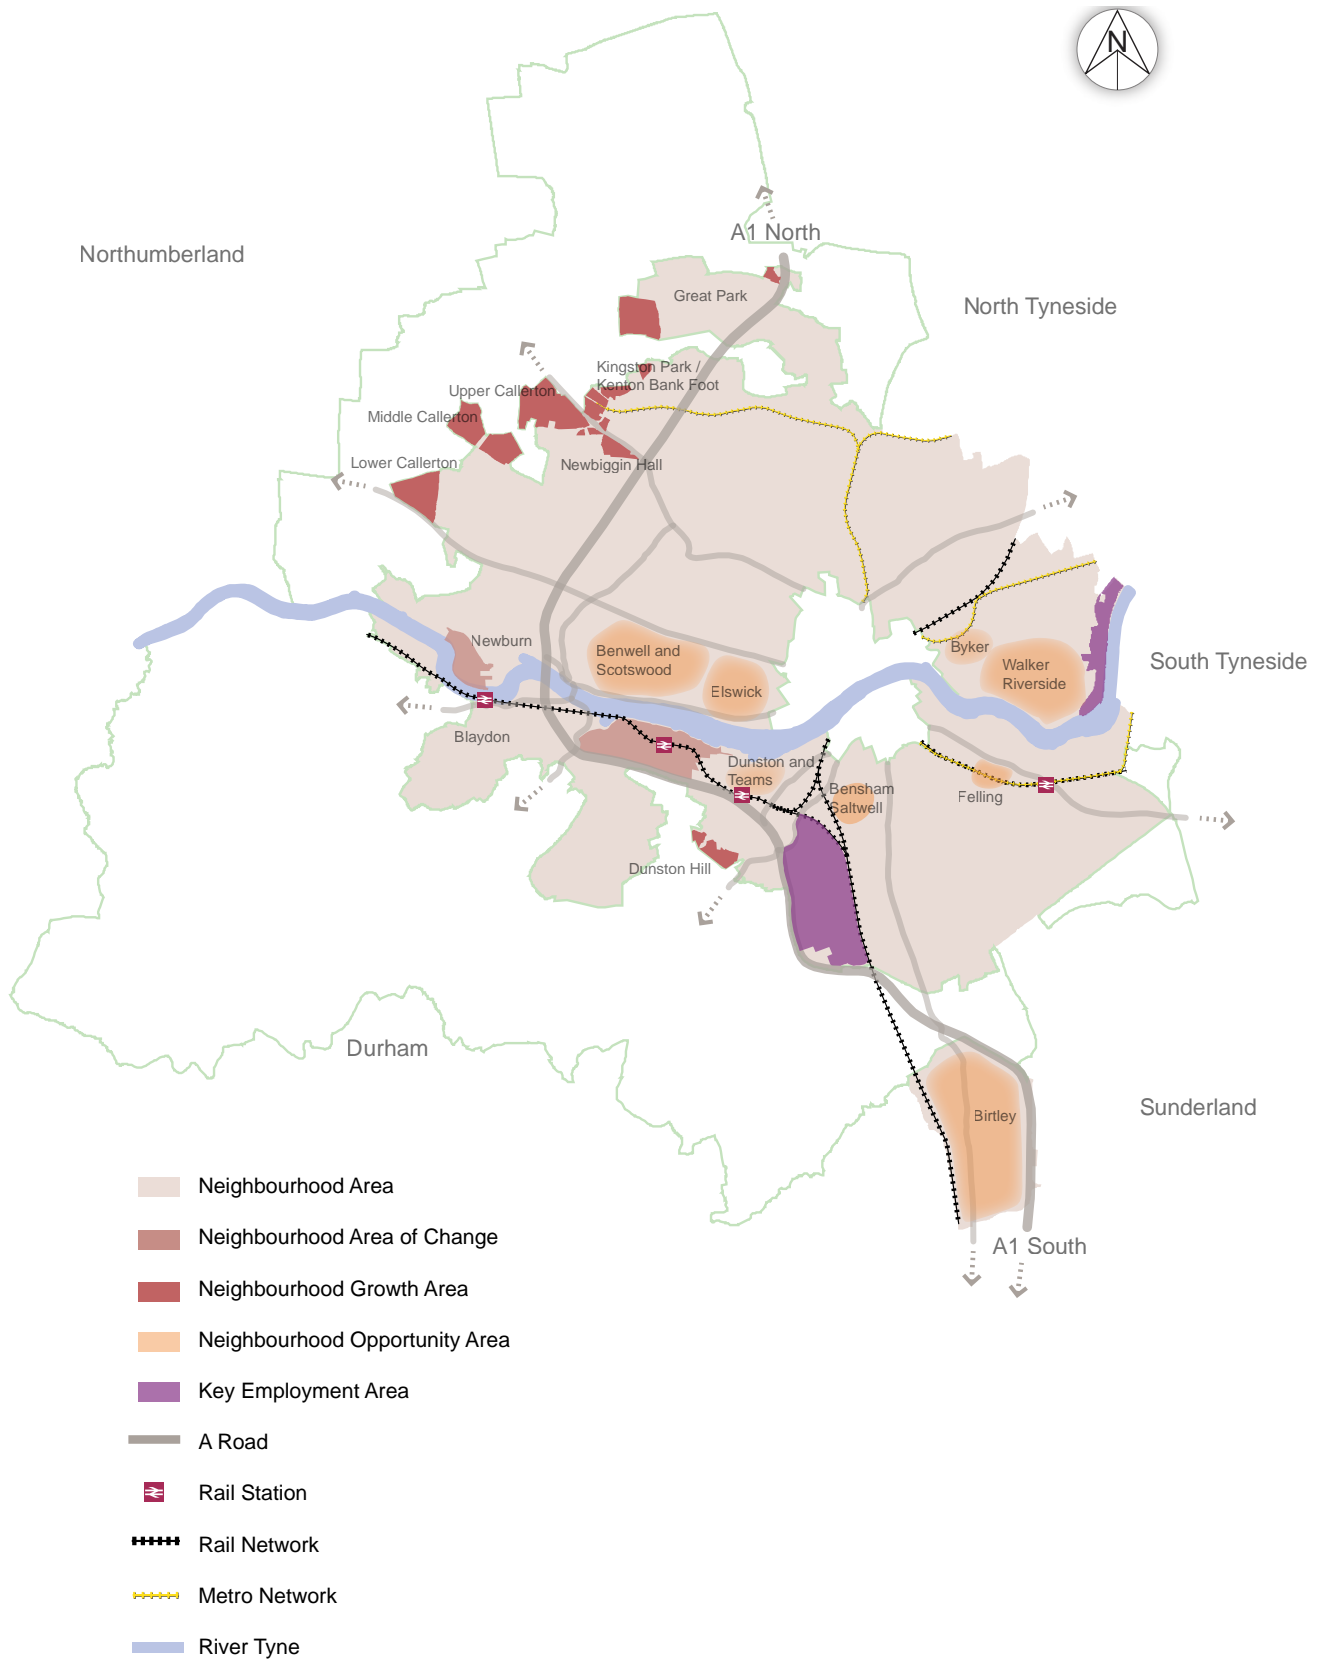 N
A1 North
Northumberland
Great Park
North Tyneside
Kingston Park /
Kenton Bank Foot
Upper Callerton
Middle Callerton
Lower Callerton
Newbiggin Hall
Newburn
Benwell and
Scotswood
Elswick
Byker
Walker
Riverside
South Tyneside
Blaydon
Dunston and
Teams
Bensham
Saltwell
Felling
Dunston Hill
Durham
Sunderland
Birtley
A1 South
Neighbourhood Area
Neighbourhood Area of Change
Neighbourhood Growth Area
Neighbourhood Opportunity Area
Key Employment Area
A Road
Rail Station
Rail Network
Metro Network
River Tyne